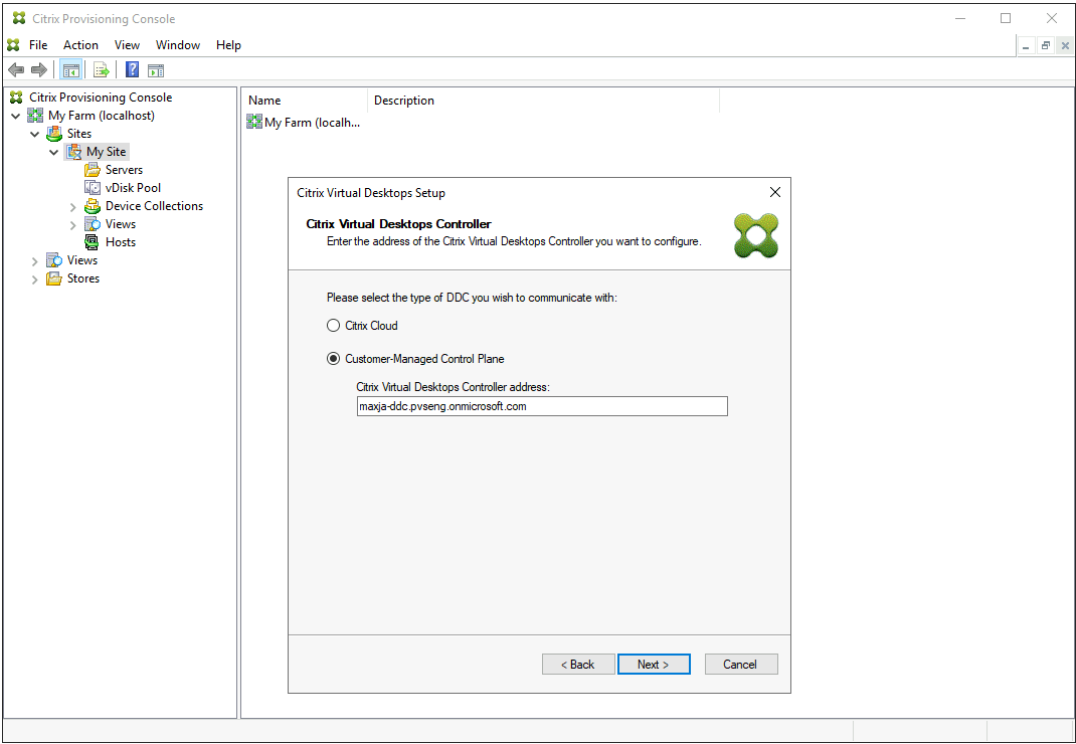 Citrix Provisioning Console
File Action View Window Help
Citrix Provisioning Console
My Farm (localhost)
Sites
My Site
Servers
vDisk Pool
Device Collections
Views
Hosts
Views
Stores
Name Description
My Farm (localh...
Citrix Virtual Desktops Setup
Citrix Virtual Desktops Controller
Enter the address of the Citrix Virtual Desktops Controller you want to configure.
Please select the type of DDC you wish to communicate with:
Citrix Cloud
Customer-Managed Control Plane
Citrix Virtual Desktops Controller address:
maxja-ddc.pvseng.onmicrosoft.com
< Back Next > Cancel